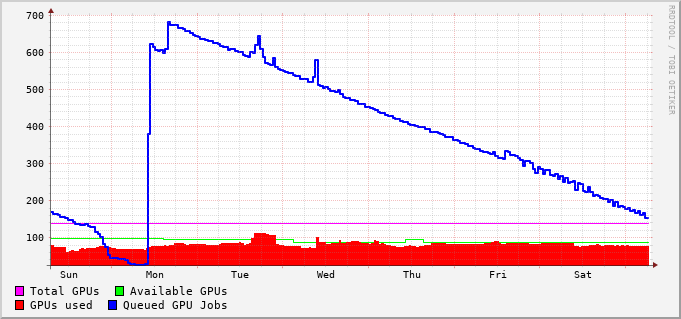 700
600
500
400
300
200
100
Sun Mon Tue Wed Thu Fri Sat
Total GPUs Available GPUs
GPUs used Queued GPU Jobs
RRDTOOL / TOBI OETIKER